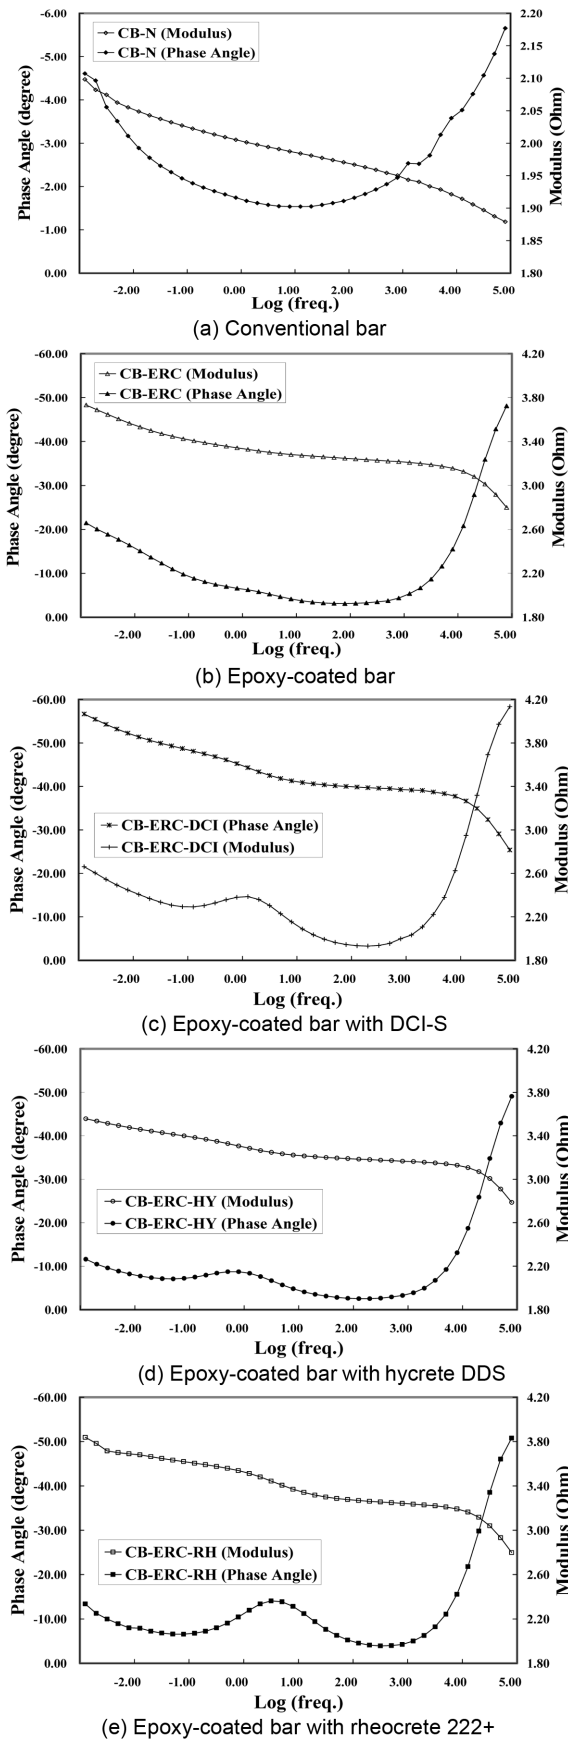 CB-N (Modulus)
CB-N (Phase Angle)
Phase Angle (degree)
-6.00
-5.00
-4.00
-3.00
-2.00
-1.00
0.00
2.20
2.15
2.10
2.05
2.00
1.95
1.90
1.85
1.80
Modulus (Ohm)
-2.00 -1.00 0.00 1.00 2.00 3.00 4.00 5.00
Log (freq.)
(a) Conventional bar
CB-ERC (Modulus)
CB-ERC (Phase Angle)
Phase Angle (degree)
-60.00
-50.00
-40.00
-30.00
-20.00
-10.00
0.00
4.20
3.80
3.40
3.00
2.60
2.20
1.80
Modulus (Ohm)
-2.00 -1.00 0.00 1.00 2.00 3.00 4.00 5.00
Log (freq.)
(b) Epoxy-coated bar
CB-ERC-DCI (Phase Angle)
CB-ERC-DCI (Modulus)
Phase Angle (degree)
-60.00
-50.00
-40.00
-30.00
-20.00
-10.00
0.00
4.20
3.80
3.40
3.00
2.60
2.20
1.80
Modulus (Ohm)
-2.00 -1.00 0.00 1.00 2.00 3.00 4.00 5.00
Log (freq.)
(c) Epoxy-coated bar with DCI-S
CB-ERC-HY (Modulus)
CB-ERC-HY (Phase Angle)
Phase Angle (degree)
-60.00
-50.00
-40.00
-30.00
-20.00
-10.00
0.00
4.20
3.80
3.40
3.00
2.60
2.20
1.80
Modulus (Ohm)
-2.00 -1.00 0.00 1.00 2.00 3.00 4.00 5.00
Log (freq.)
(d) Epoxy-coated bar with hycrete DDS
CB-ERC-RH (Modulus)
CB-ERC-RH (Phase Angle)
Phase Angle (degree)
-60.00
-50.00
-40.00
-30.00
-20.00
-10.00
0.00
4.20
3.80
3.40
3.00
2.60
2.20
1.80
Modulus (Ohm)
-2.00 -1.00 0.00 1.00 2.00 3.00 4.00 5.00
Log (freq.)
(e) Epoxy-coated bar with rheocrete 222+